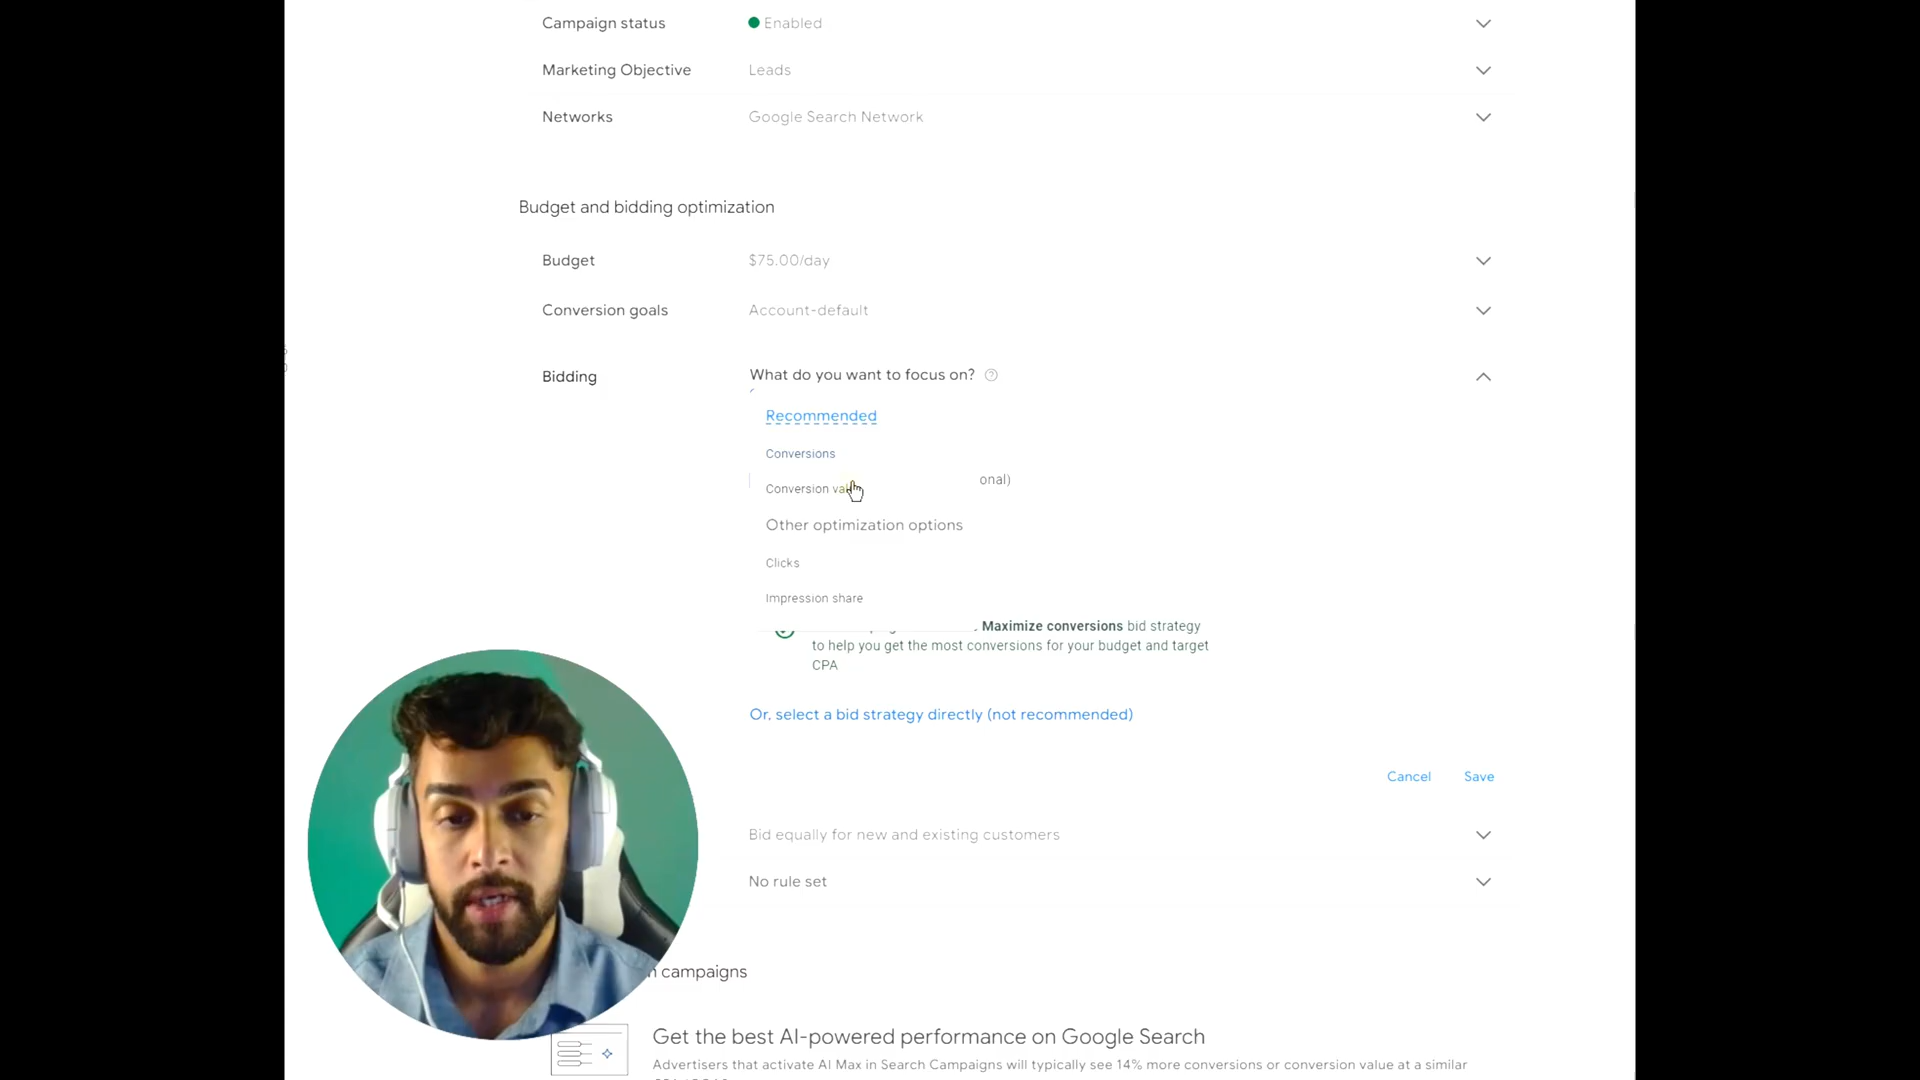 Campaign status
Enabled
Marketing Objective
Leads
Networks
Google Search Network
Budget and bidding optimization
Budget
$75.00/day
Conversion goals
Account-default
Bidding
What do you want to focus on?
Recommended
Conversions
Conversion
onal)
Other optimization options
Clicks
Impression share
Maximize conversions bid strategy
to help you get the most conversions for your budget and target
CPA
Or, select a bid strategy directly (not recommended)
Cancel
Save
Bid equally for new and existing customers
No rule set
campaigns
Get the best AI-powered performance on Google Search
Advertisers that activate AI Max in Search Campaigns will typically see 14% more conversions or conversion value at a similar